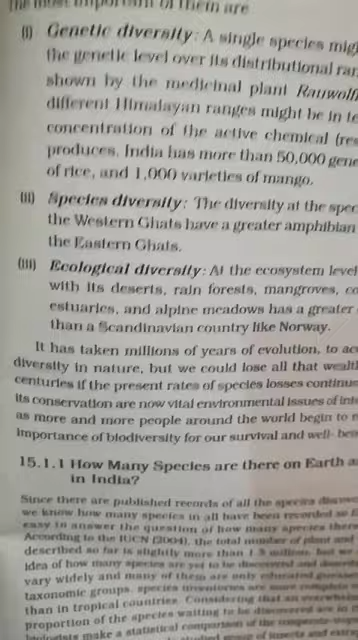 The most important of them are
(i) Genetic diversity : A single species mig
the genetic level over its distributional ran
shown by the medicinal plant Rauwolf
different Himalayan ranges might be in te
concentration of the active chemical (res
produces. India has more than 50,000 gene
of rice, and 1,000 varieties of mango.
(ii) Species diversity: The diversity at the spec
the Western Ghats have a greater amphibian
the Eastern Ghats.
(iii) Ecological diversity: At the ecosystem level
with its deserts, rain forests, mangroves, co
estuaries, and alpine meadows has a greater
than a Scandinavian country like Norway.
It has taken millions of years of evolution, to ac
diversity in nature, but we could lose all that wealt
centuries if the present rates of species losses continue
its conservation are now vital environmental issues of inte
as more and more people around the world begin to
importance of biodiversity for our survival and well- bei
15.1.1 How Many Species are there on Earth a
in India?
Since there are published records of all the species discove
we know how many species in all have been recorded so
easy to answer the question of how many species there
According to the IUCN (2004), the total number of plant and
described so far is slightly more than 1.5 million, but we
idea of how many species are yet to be discovered and
vary widely and many of them are only educated
taxonomic groups, species inventories are more complete
than in tropical countries. Considering that an
proportion of the species waiting to be discovered are in
biologists make a statistical comparison of the
of insects and